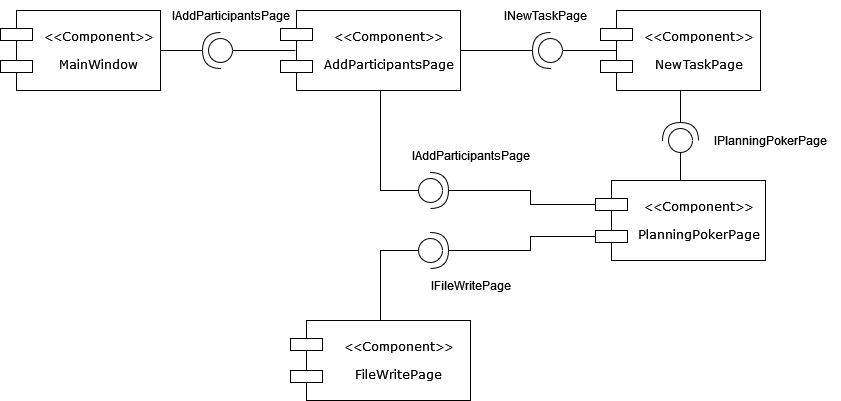 IAddParticipantsPage
INewTaskPage
<<Component>>
MainWindow
<<Component>>
AddParticipantsPage
<<Component>>
NewTaskPage
IPlanningPokerPage
IAddParticipantsPage
<<Component>>
PlanningPokerPage
IFileWritePage
<<Component>>
FileWritePage